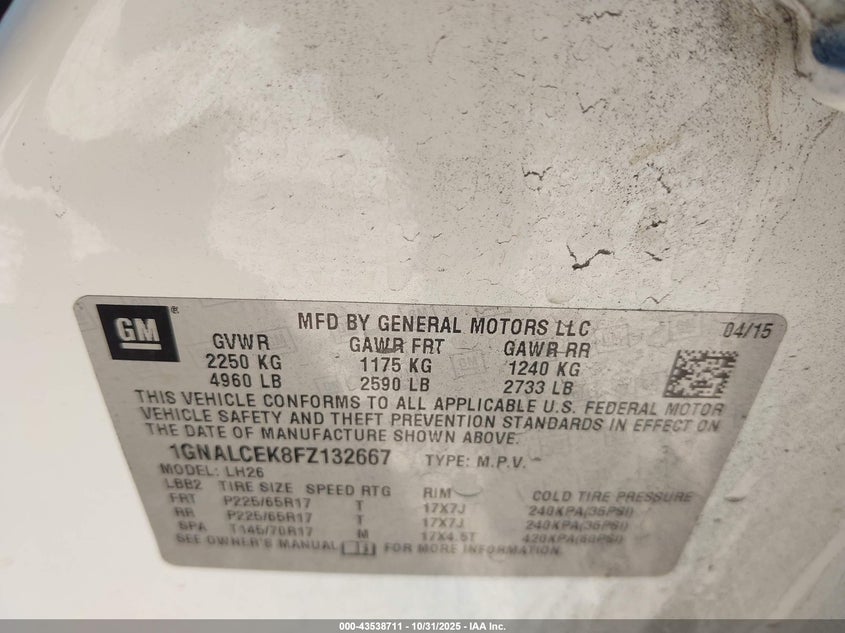 GM®
MFD BY GENERAL MOTORS LLC 04/15
GVWR GAWR FRT GAWR RR
2250 KG 1175 KG 1240 KG
4960 LB 2590 LB 2733 LB
THIS VEHICLE CONFORMS TO ALL APPLICABLE U.S. FEDERAL MOTOR
VEHICLE SAFETY AND THEFT PREVENTION STANDARDS IN EFFECT ON
THE DATE OF MANUFACTURE SHOWN ABOVE.
1GNALCEK8FZ132667 TYPE: M.P.V.
MODEL: LH26
LBB2 TIRE SIZE SPEED RTG RIM COLD TIRE PRESSURE
FRT P225/65R17 T 17X7J 240KPA(35PSI)
RR P225/65R17 T 17X7J 240KPA(35PSI)
SPA T145/70R17 M 17X4.5T 420KPA(60PSI)
SEE OWNER'S MANUAL FOR MORE INFORMATION.
000-43538711 - 10/31/2025 - IAA Inc.